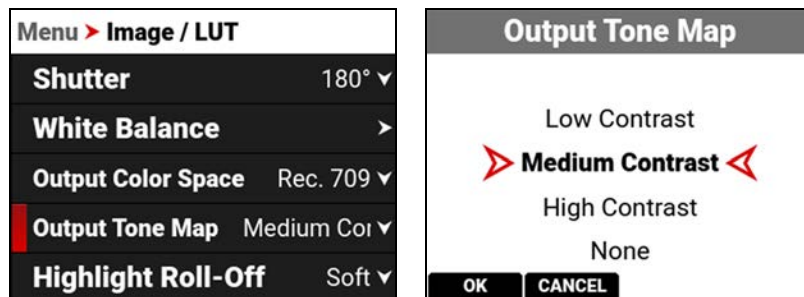 Menu > Image / LUT
Shutter 180°
White Balance >
Output Color Space Rec. 709
Output Tone Map Medium Cor
Highlight Roll-Off Soft
Output Tone Map
Low Contrast
Medium Contrast
High Contrast
None
OK CANCEL